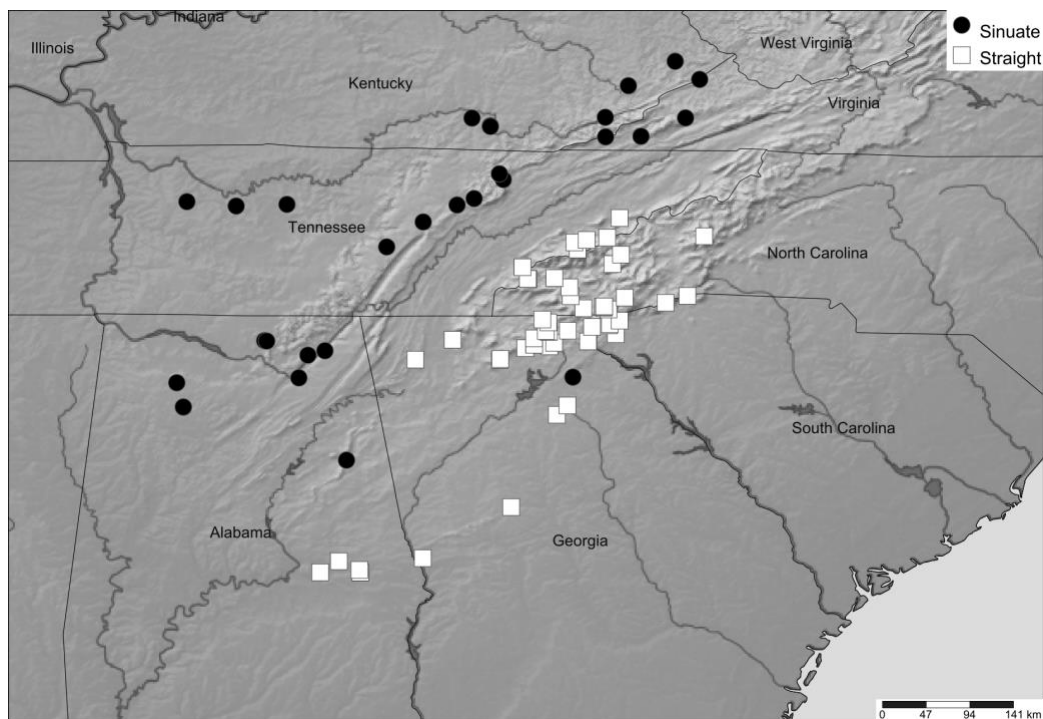 Indiana
Illinois
Kentucky
West Virginia
Virginia
Sinuate
Straight
Tennessee
North Carolina
South Carolina
Alabama
Georgia
0 47 94 141 km